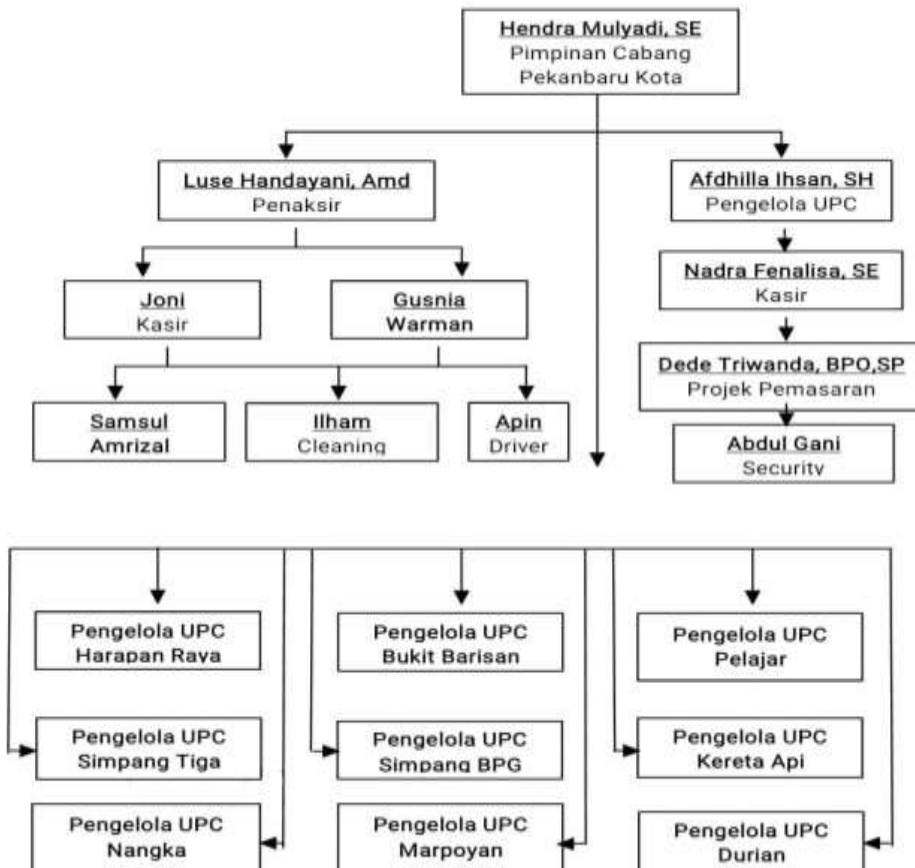 Hendra Mulyadi, SE
Pimpinan Cabang
Pekanbaru Kota
Luse Handayani, Amd
Penaksir
Afdhilla Ihsan, SH
Pengelola UPC
Nadra Fenalisa, SE
Kasir
Joni
Kasir
Gusnia
Warman
Dede Triwanda, BPO,SP
Projek Pemasaran
Samsul
Amrizal
Ilham
Cleaning
Apin
Driver
Abdul Gani
Security
Pengelola UPC
Harapan Raya
Pengelola UPC
Bukit Barisan
Pengelola UPC
Pelajar
Pengelola UPC
Simpang Tiga
Pengelola UPC
Simpang BPG
Pengelola UPC
Kereta Api
Pengelola UPC
Nangka
Pengelola UPC
Marpoyan
Pengelola UPC
Durian